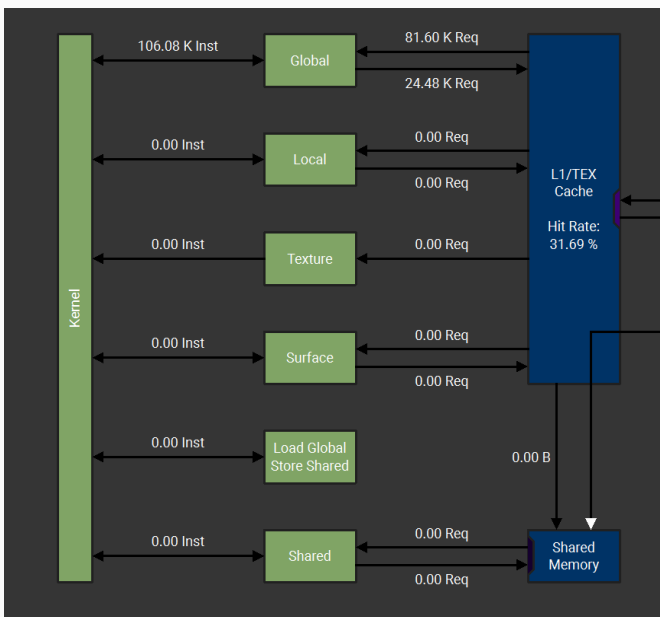 81.60 K Req
106.08 K Inst
Global
24.48 K Req
0.00 Req
0.00 Inst
Local
0.00 Req
L1/TEX
Cache
Hit Rate:
31.69 %
0.00 Inst
Texture
0.00 Req
Kernel
0.00 Req
0.00 Inst
Surface
0.00 Req
0.00 Inst
Load Global
Store Shared
0.00 B
0.00 Req
0.00 Inst
Shared
0.00 Req
Shared
Memory